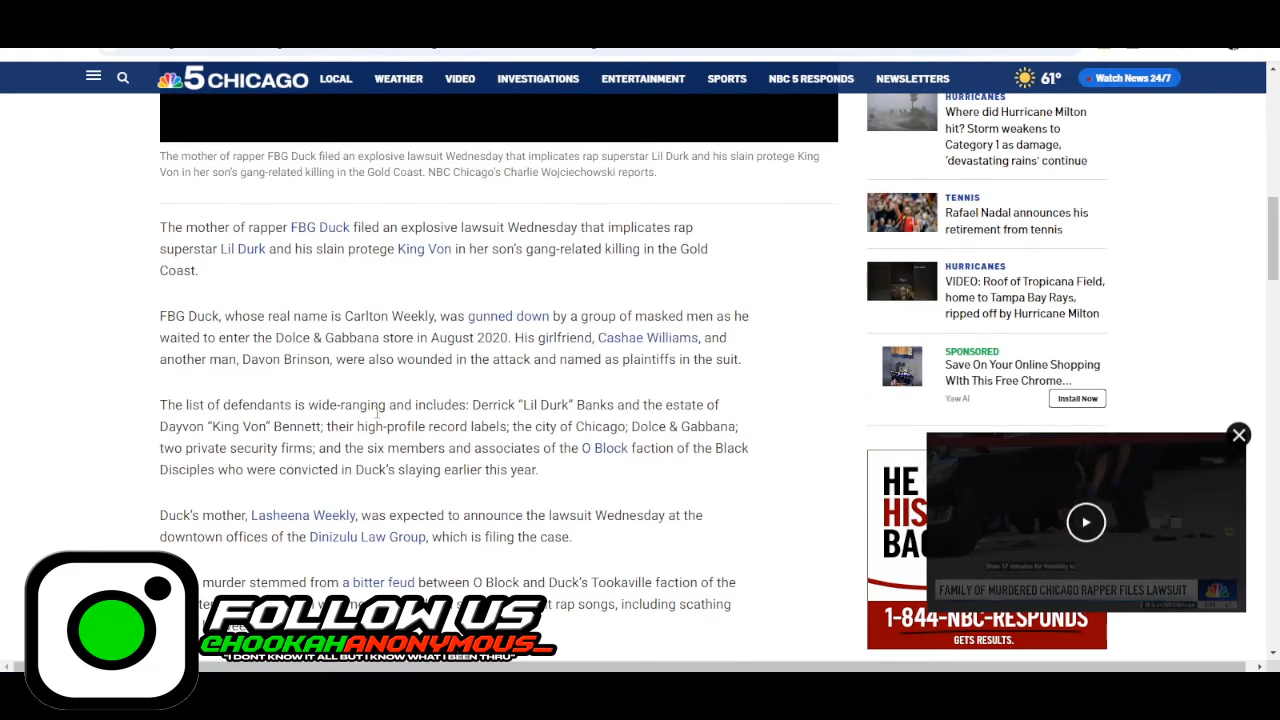 5 CHICAGO LOCAL WEATHER VIDEO INVESTIGATIONS ENTERTAINMENT SPORTS NBC 5 RESPONDS NEWSLETTERS 61° Watch News 24/7
The mother of rapper FBG Duck filed an explosive lawsuit Wednesday that implicates rap superstar Lil Durk and his slain protege King
Von in her son's gang-related killing in the Gold Coast. NBC Chicago's Charlie Wojciechowski reports.
The mother of rapper FBG Duck filed an explosive lawsuit Wednesday that implicates rap
superstar Lil Durk and his slain protege King Von in her son's gang-related killing in the Gold
Coast.
FBG Duck, whose real name is Carlton Weekly, was gunned down by a group of masked men as he
waited to enter the Dolce & Gabbana store in August 2020. His girlfriend, Cashae Williams, and
another man, Davon Brinson, were also wounded in the attack and named as plaintiffs in the suit.
The list of defendants is wide-ranging and includes: Derrick “Lil Durk” Banks and the estate of
Dayvon “King Von” Bennett; their high-profile record labels; the city of Chicago; Dolce & Gabbana;
two private security firms; and the six members and associates of the O Block faction of the Black
Disciples who were convicted in Duck's slaying earlier this year.
Duck's mother, Lasheena Weekly, was expected to announce the lawsuit Wednesday at the
downtown offices of the Dinizulu Law Group, which is filing the case.
murder stemmed from a bitter feud between O Block and Duck's Tookaville faction of the
rap songs, including scathing
HURRICANES
Where did Hurricane Milton
hit? Storm weakens to
Category 1 as damage,
'devastating rains' continue
TENNIS
Rafael Nadal announces his
retirement from tennis
HURRICANES
VIDEO: Roof of Tropicana Field,
home to Tampa Bay Rays,
ripped off by Hurricane Milton
SPONSORED
Save On Your Online Shopping
WIth This Free Chrome...
Yaw AI Install Now
HE
HIS
BAC
FAMILY OF MURDERED CHICAGO RAPPER FILES LAWSUIT
1-844-NBC-RESPONDS
GETS RESULTS.
FOLLOW US
@HOOKAHANONYMOUS_
"I DONT KNOW IT ALL BUT I KNOW WHAT I BEEN THRU"